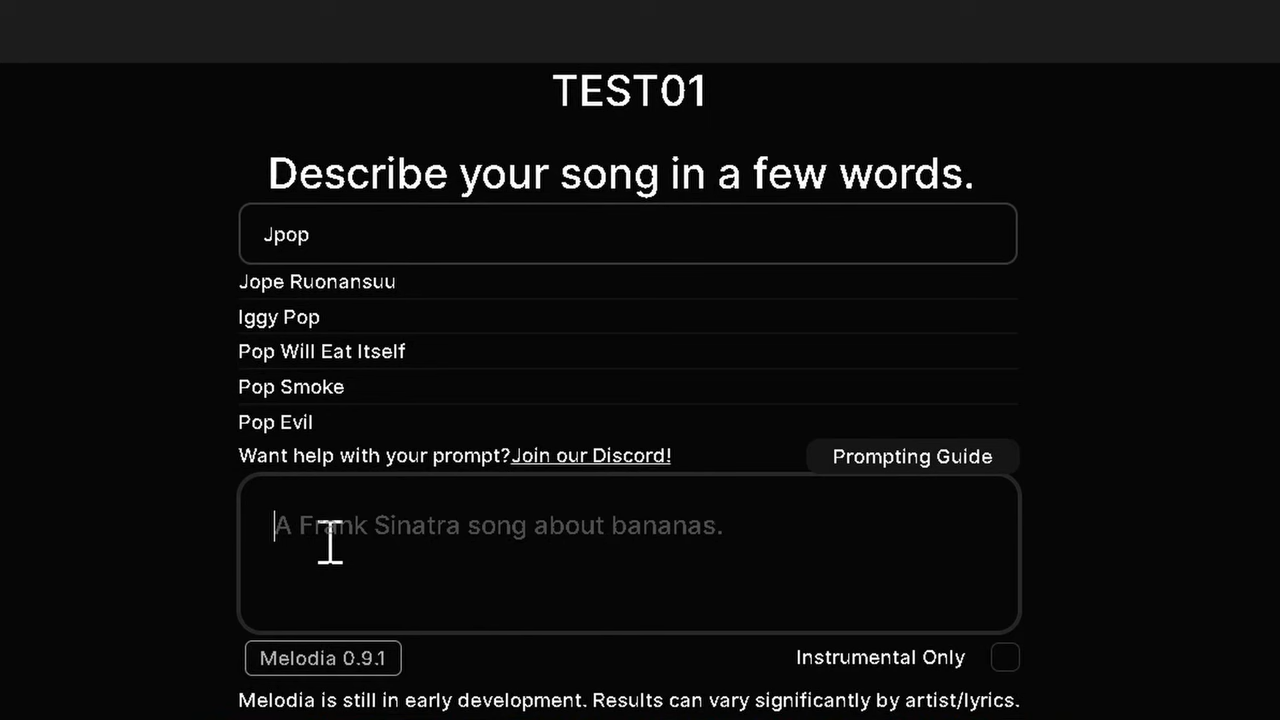 TEST01
Describe your song in a few words.
Jpop
Jope Ruonansuu
Iggy Pop
Pop Will Eat Itself
Pop Smoke
Pop Evil
Want help with your prompt?Join our Discord!
Prompting Guide
A Frank Sinatra song about bananas.
Melodia 0.9.1
Instrumental Only
Melodia is still in early development. Results can vary significantly by artist/lyrics.